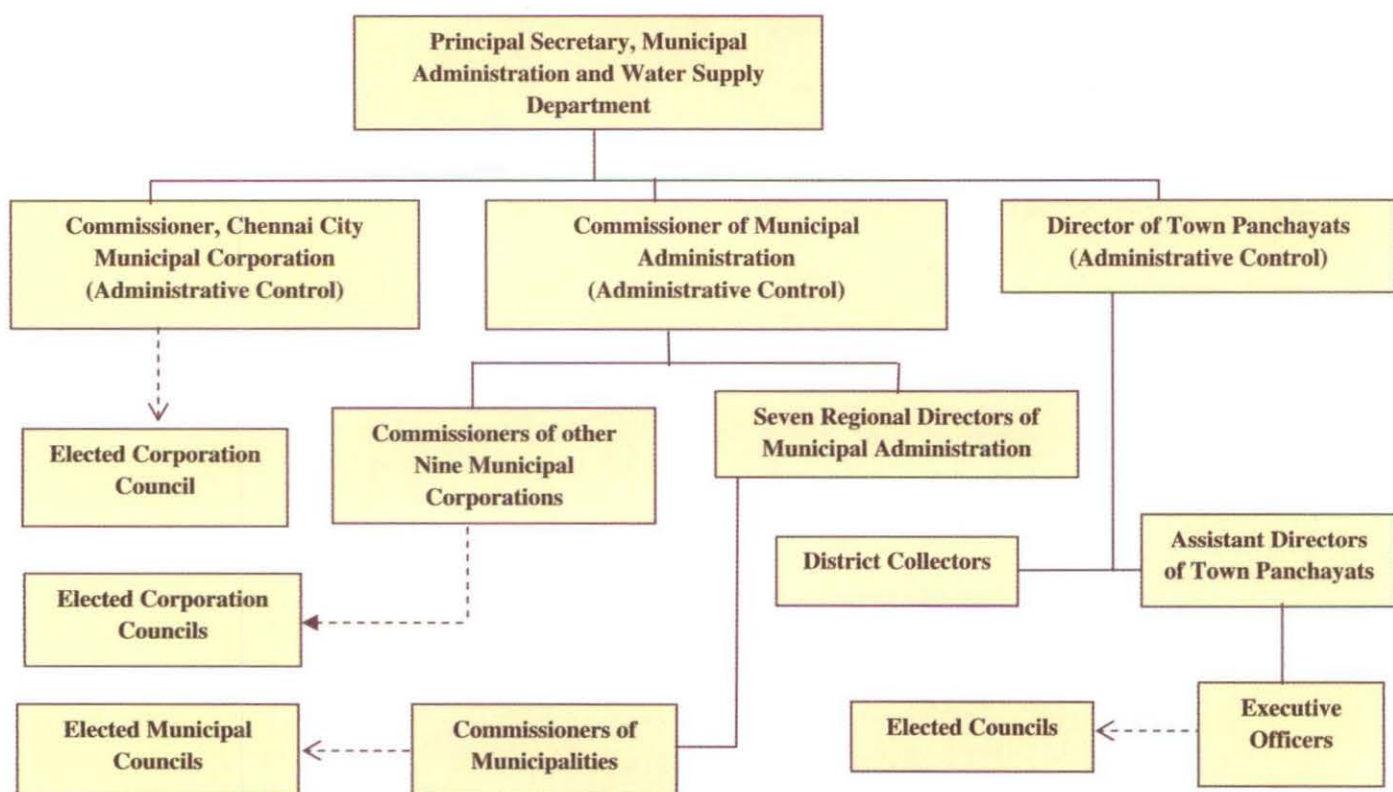 Principal Secretary, Municipal
Administration and Water Supply
Department
Commissioner, Chennai City
Municipal Corporation
(Administrative Control)
Commissioner of Municipal
Administration
(Administrative Control)
Director of Town Panchayats
(Administrative Control)
Elected Corporation
Council
Commissioners of other
Nine Municipal
Corporations
Seven Regional Directors of
Municipal Administration
District Collectors
Assistant Directors
of Town Panchayats
Elected Corporation
Councils
Elected Municipal
Councils
Commissioners of
Municipalities
Elected Councils
Executive
Officers